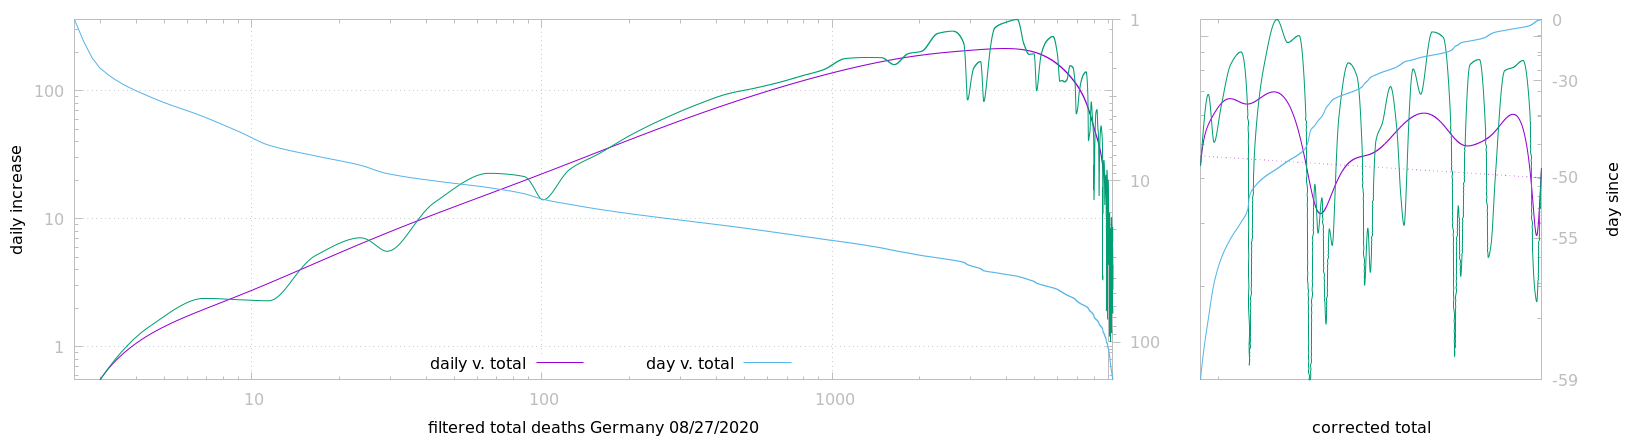 daily increase
100
10
1
daily v. total
day v. total
10
100
1000
filtered total deaths Germany 08/27/2020
1
10
100
0
-30
-50
-55
-59
day since
corrected total